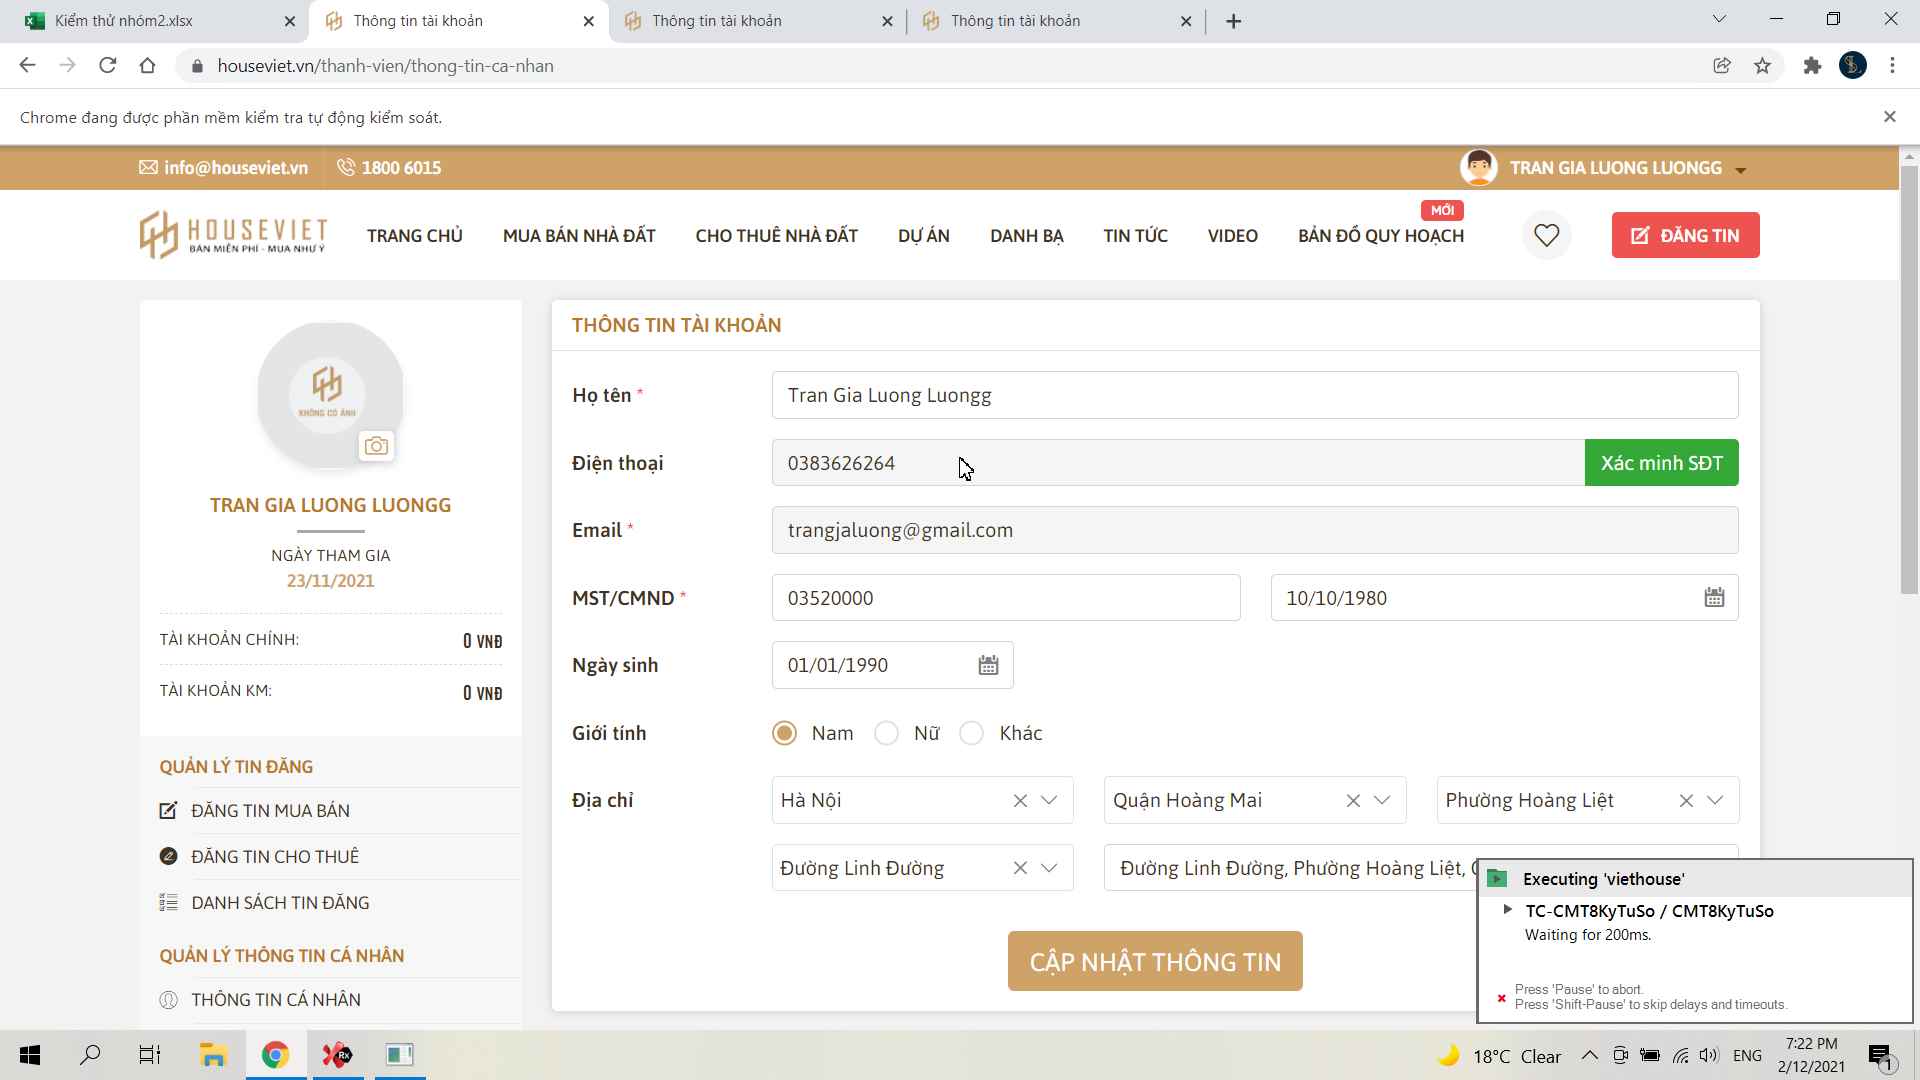 Kiểm thử nhóm2.xlsx
Thông tin tài khoản
Thông tin tài khoản
Thông tin tài khoản
houseviet.vn/thanh-vien/thong-tin-ca-nhan
Chrome đang được phần mềm kiểm tra tự động kiểm soát.
info@houseviet.vn
1800 6015
TRAN GIA LUONG LUONGG
HOUSEVIET
BÁN MIỄN PHÍ - MUA NHƯ Ý
TRANG CHỦ
MUA BÁN NHÀ ĐẤT
CHO THUÊ NHÀ ĐẤT
DỰ ÁN
DANH BẠ
TIN TỨC
VIDEO
MỚI
BẢN ĐỒ QUY HOẠCH
ĐĂNG TIN
KHÔNG CÓ ẢNH
TRAN GIA LUONG LUONGG
NGÀY THAM GIA
23/11/2021
TÀI KHOẢN CHÍNH: 0 VNĐ
TÀI KHOẢN KM: 0 VNĐ
QUẢN LÝ TIN ĐĂNG
ĐĂNG TIN MUA BÁN
ĐĂNG TIN CHO THUÊ
DANH SÁCH TIN ĐĂNG
QUẢN LÝ THÔNG TIN CÁ NHÂN
THÔNG TIN CÁ NHÂN
THÔNG TIN TÀI KHOẢN
Họ tên * Tran Gia Luong Luongg
Điện thoại 0383626264 Xác minh SĐT
Email * trangjaluong@gmail.com
MST/CMND * 03520000 10/10/1980
Ngày sinh 01/01/1990
Giới tính Nam Nữ Khác
Địa chỉ Hà Nội Quận Hoàng Mai Phường Hoàng Liệt
Đường Linh Đường Đường Linh Đường, Phường Hoàng Liệt,
CẬP NHẬT THÔNG TIN
Executing 'viethouse'
TC-CMT8KyTuSo / CMT8KyTuSo
Waiting for 200ms.
Press 'Pause' to abort.
Press 'Shift-Pause' to skip delays and timeouts.
Rx
18°C Clear
ENG
7:22 PM
2/12/2021
1